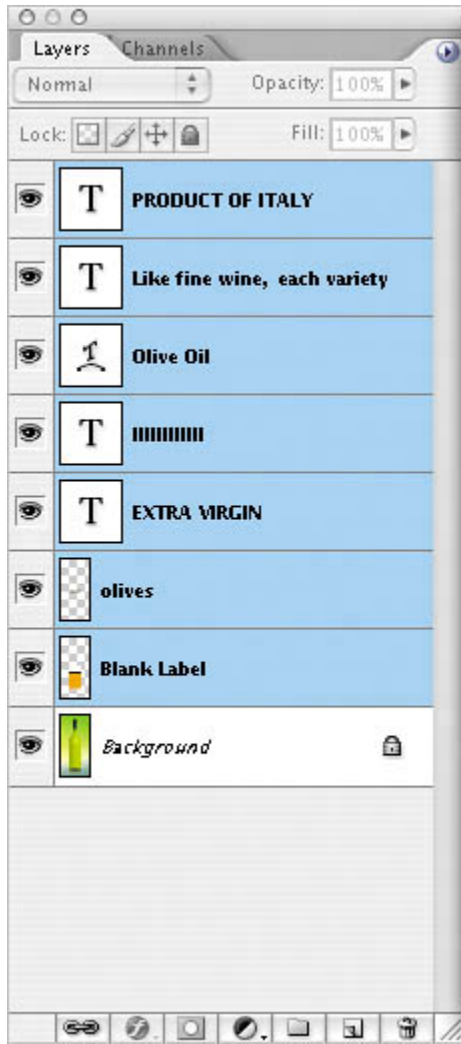 Layers Channels
Normal Opacity: 100%
Lock: Fill: 100%
T PRODUCT OF ITALY
T Like fine wine, each variety
T Olive Oil
T IIIIIIIIIIII
T EXTRA VIRGIN
olives
Blank Label
Background